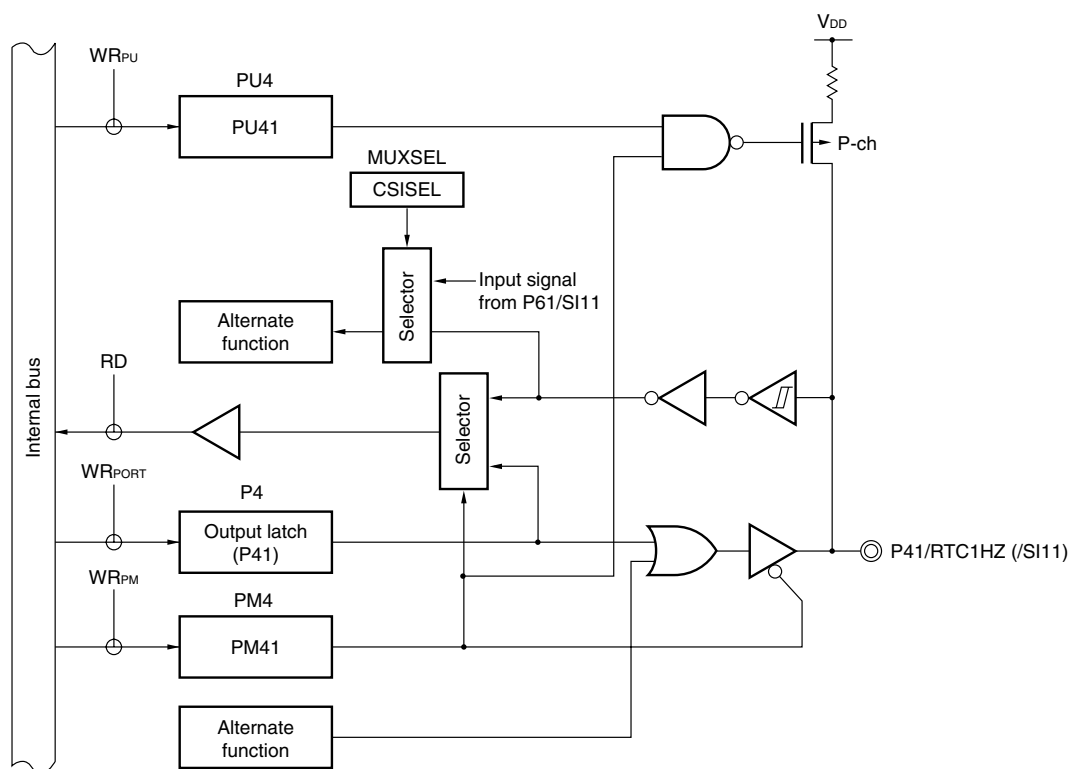 VDD
WRPU
PU4
PU41
P-ch
MUXSEL
CSISEL
Selector
Input signal
from P61/SI11
Alternate
function
Internal bus
RD
Selector
WRPORT
P4
Output latch
(P41)
P41/RTC1HZ (/SI11)
WRPM
PM4
PM41
Alternate
function